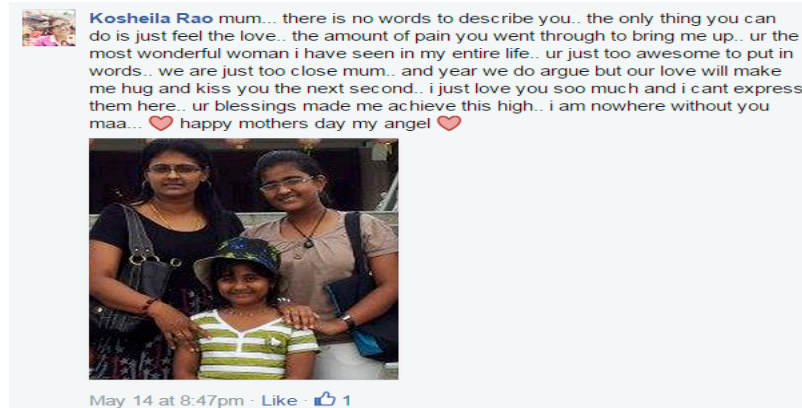 Kosheila Rao mum... there is no words to describe you.. the only thing you can
do is just feel the love.. the amount of pain you went through to bring me up.. ur the
most wonderful woman i have seen in my entire life.. ur just too awesome to put in
words.. we are just too close mum.. and year we do argue but our love will make
me hug and kiss you the next second.. i just love you soo much and i cant express
them here.. ur blessings made me achieve this high.. i am nowhere without you
maa... ❤ happy mothers day my angel ❤
May 14 at 8:47pm · Like · 👍 1